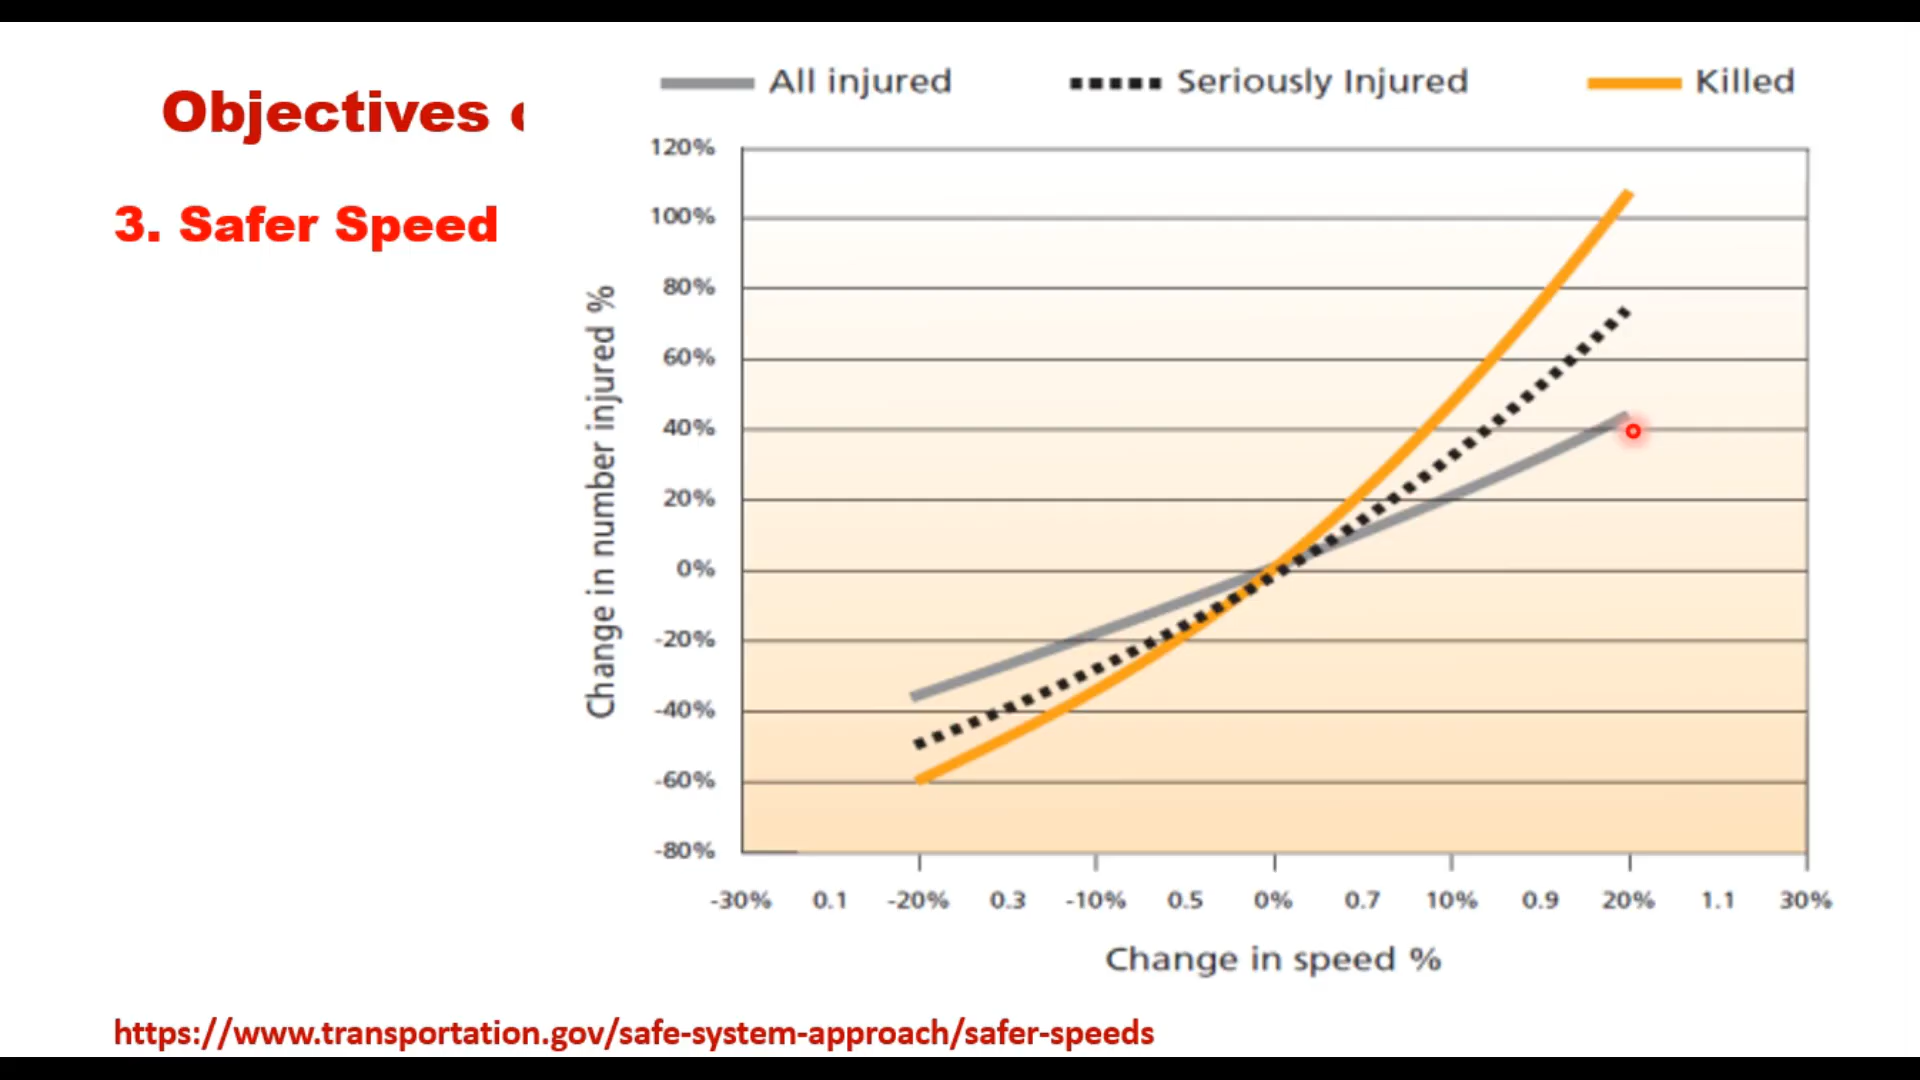 Objectives
3. Safer Speed
All injured
Seriously Injured
Killed
120%
100%
80%
60%
40%
20%
0%
-20%
-40%
-60%
-80%
Change in number injured %
-30% 0.1 -20% 0.3 -10% 0.5 0% 0.7 10% 0.9 20% 1.1 30%
Change in speed %
https://www.transportation.gov/safe-system-approach/safer-speeds